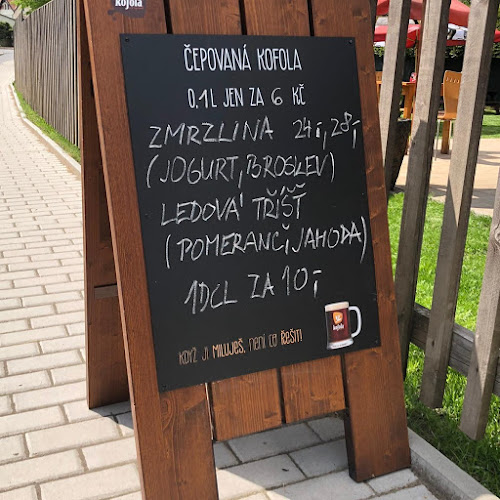 kofola
ČEPOVANÁ KOFOLA
0,1L JEN ZA 6 KČ
ZMRZLINA 24,-, 28,-
(JOGURT, BROSKEV)
LEDOVÁ TŘÍŠŤ
(POMERANČ, JAHODA)
1DCL ZA 10,-
KDYŽ JI MILUJEŠ, není co ŘEŠIT!
kofola